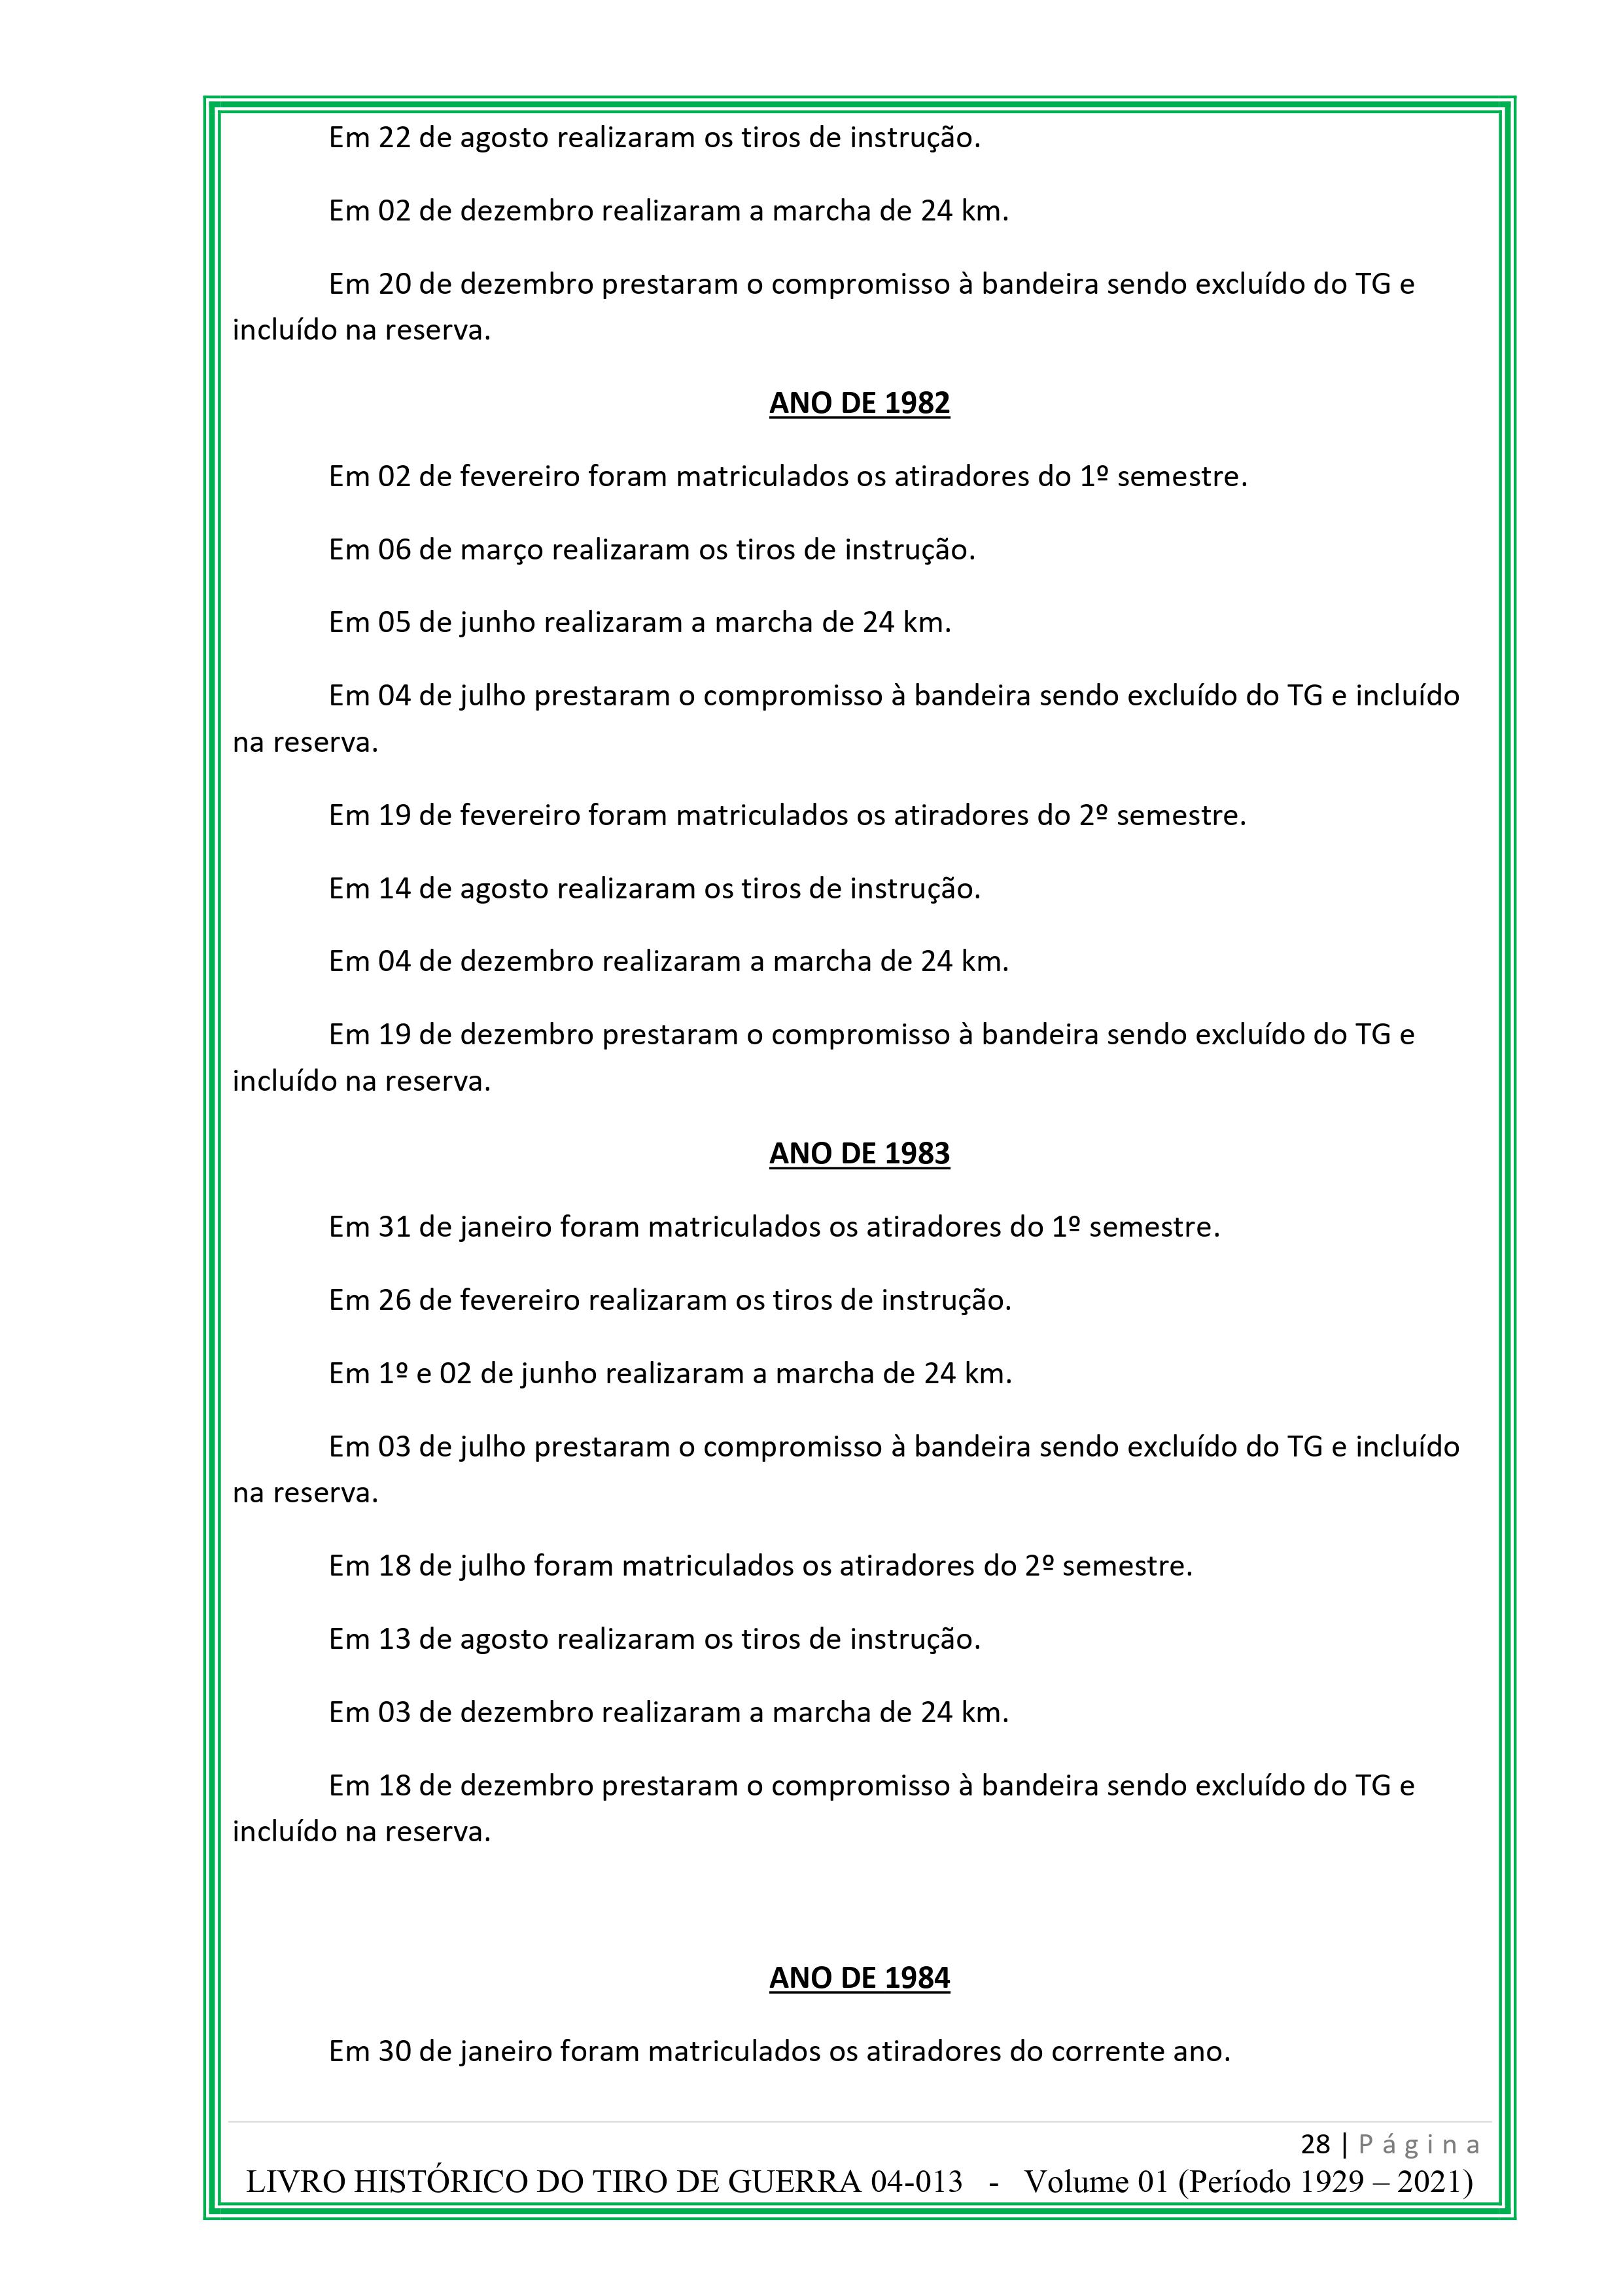 Em 22 de agosto realizaram os tiros de instrução.
Em 02 de dezembro realizaram a marcha de 24 km.
Em 20 de dezembro prestaram o compromisso à bandeira sendo excluído do TG e
incluído na reserva.
ANO DE 1982
Em 02 de fevereiro foram matriculados os atiradores do 1º semestre.
Em 06 de março realizaram os tiros de instrução.
Em 05 de junho realizaram a marcha de 24 km.
Em 04 de julho prestaram o compromisso à bandeira sendo excluído do TG e incluído
na reserva.
Em 19 de fevereiro foram matriculados os atiradores do 2º semestre.
Em 14 de agosto realizaram os tiros de instrução.
Em 04 de dezembro realizaram a marcha de 24 km.
Em 19 de dezembro prestaram o compromisso à bandeira sendo excluído do TG e
incluído na reserva.
ANO DE 1983
Em 31 de janeiro foram matriculados os atiradores do 1º semestre.
Em 26 de fevereiro realizaram os tiros de instrução.
Em 1º e 02 de junho realizaram a marcha de 24 km.
Em 03 de julho prestaram o compromisso à bandeira sendo excluído do TG e incluído
na reserva.
Em 18 de julho foram matriculados os atiradores do 2º semestre.
Em 13 de agosto realizaram os tiros de instrução.
Em 03 de dezembro realizaram a marcha de 24 km.
Em 18 de dezembro prestaram o compromisso à bandeira sendo excluído do TG e
incluído na reserva.
ANO DE 1984
Em 30 de janeiro foram matriculados os atiradores do corrente ano.
28 | Página
LIVRO HISTÓRICO DO TIRO DE GUERRA 04-013 - Volume 01 (Período 1929 – 2021)